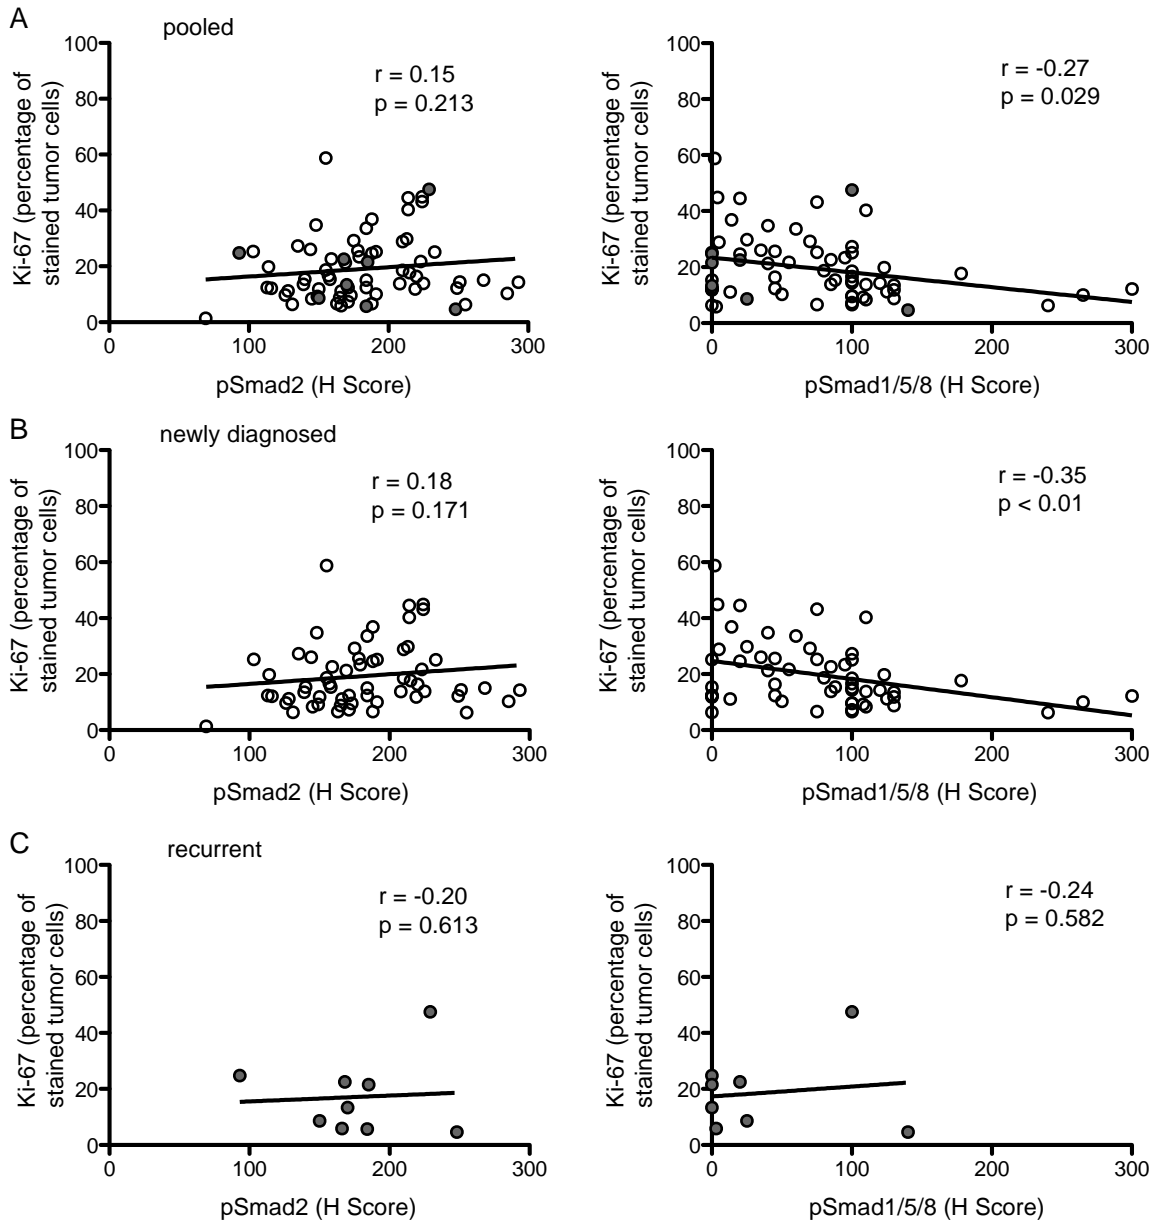 A
pooled
Ki-67 (percentage of
stained tumor cells)
100
80
60
40
20
0
r = 0.15
p = 0.213
0 100 200 300
pSmad2 (H Score)
Ki-67 (percentage of
stained tumor cells)
100
80
60
40
20
0
r = -0.27
p = 0.029
0 100 200 300
pSmad1/5/8 (H Score)
B
newly diagnosed
Ki-67 (percentage of
stained tumor cells)
100
80
60
40
20
0
r = 0.18
p = 0.171
0 100 200 300
pSmad2 (H Score)
Ki-67 (percentage of
stained tumor cells)
100
80
60
40
20
0
r = -0.35
p < 0.01
0 100 200 300
pSmad1/5/8 (H Score)
C
recurrent
Ki-67 (percentage of
stained tumor cells)
100
80
60
40
20
0
r = -0.20
p = 0.613
0 100 200 300
pSmad2 (H Score)
Ki-67 (percentage of
stained tumor cells)
100
80
60
40
20
0
r = -0.24
p = 0.582
0 100 200 300
pSmad1/5/8 (H Score)